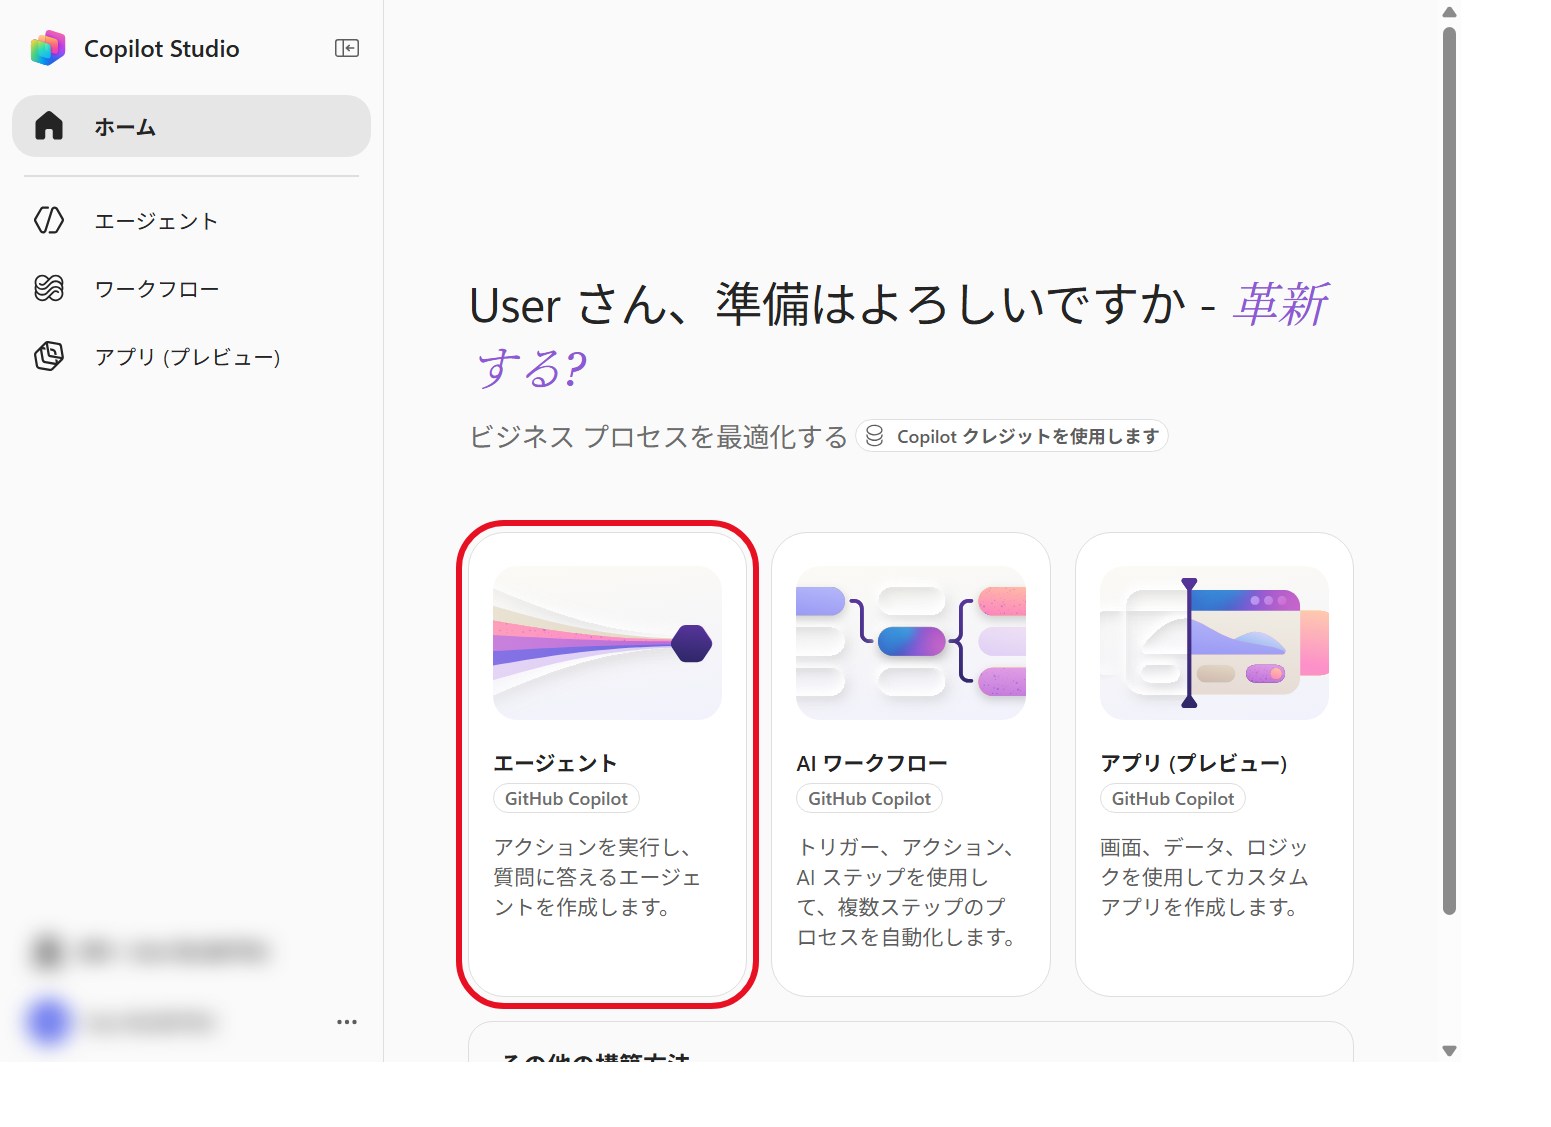 Copilot Studio
ホーム
エージェント
ワークフロー
アプリ (プレビュー)
User さん、準備はよろしいですか - 革新
する?
ビジネス プロセスを最適化する Copilot クレジットを使用します
エージェント
GitHub Copilot
アクションを実行し、
質問に答えるエージェ
ントを作成します。
AI ワークフロー
GitHub Copilot
トリガー、アクション、
AI ステップを使用し
て、複数ステップのプ
ロセスを自動化します。
アプリ (プレビュー)
GitHub Copilot
画面、データ、ロジッ
クを使用してカスタム
アプリを作成します。
その他の構築方法